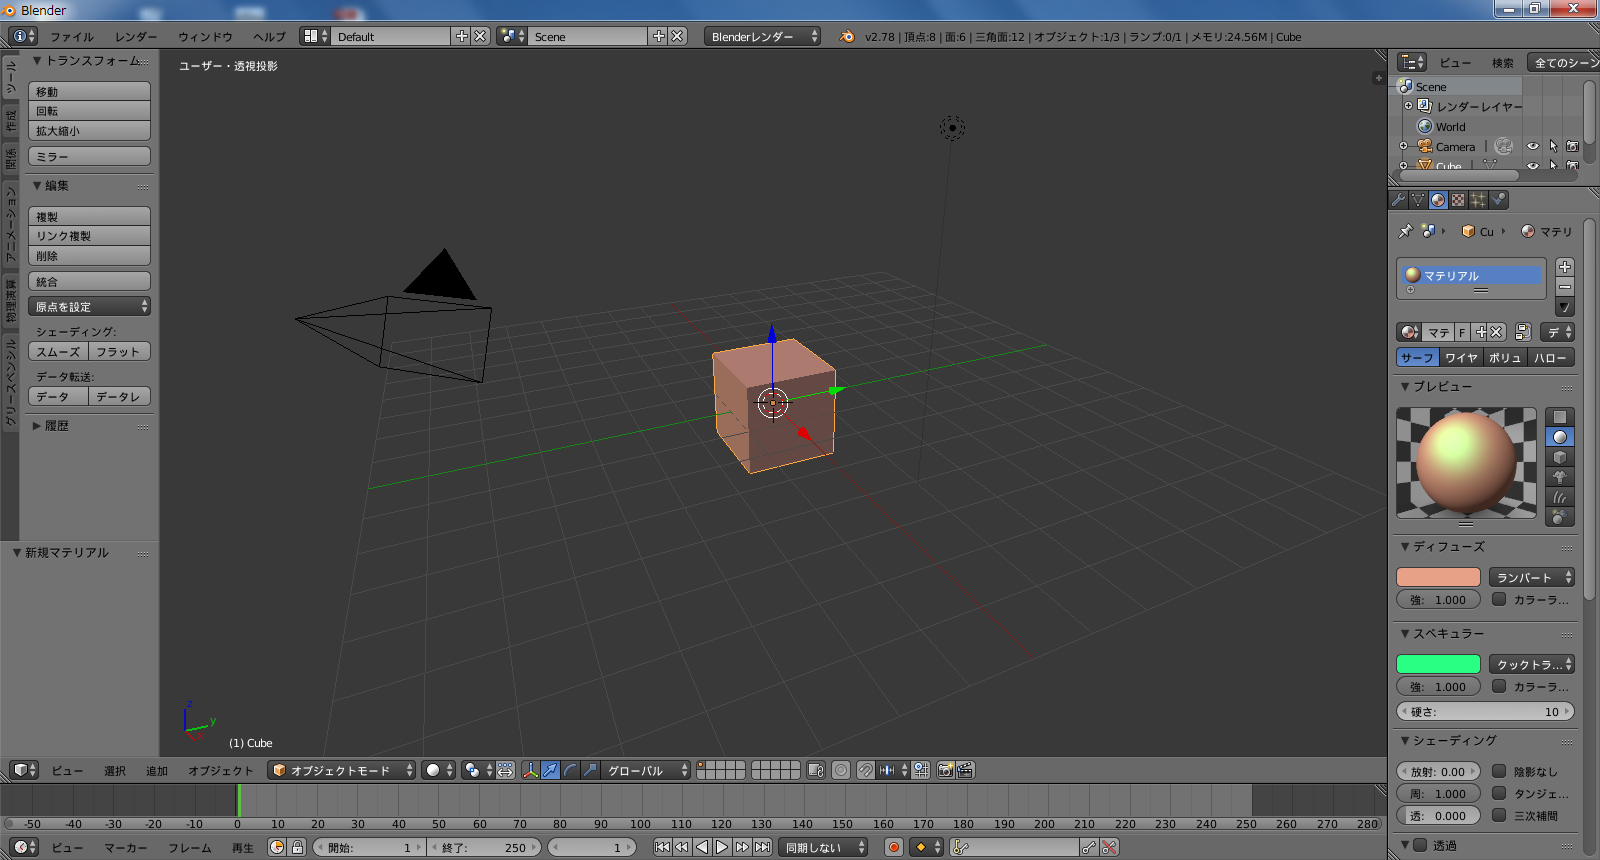 Blender
ファイル レンダー ウィンドウ ヘルプ Default Scene Blenderレンダー v2.78 | 頂点:8 | 面:6 | 三角面:12 | オブジェクト:1/3 | ランプ:0/1 | メモリ:24.56M | Cube
ツール
作成
関係
アニメーション
物理演算
グリースペンシル
トランスフォーム
移動
回転
拡大縮小
ミラー
編集
複製
リンク複製
削除
統合
原点を設定
シェーディング:
スムーズ フラット
データ転送:
データ データレ
履歴
新規マテリアル
ユーザー・透視投影
z
y
x
(1) Cube
ビュー 選択 追加 オブジェクト オブジェクトモード グローバル
-50 -40 -30 -20 -10 0 10 20 30 40 50 60 70 80 90 100 110 120 130 140 150 160 170 180 190 200 210 220 230 240 250 260 270 280
ビュー マーカー フレーム 再生 開始: 1 終了: 250 1 同期しない
ビュー 検索 全てのシーン
Scene
レンダーレイヤー
World
Camera
Cube
Cu マテリ
マテリアル
マテ F デ
サーフ ワイヤ ボリュ ハロー
プレビュー
ディフューズ
ランバート
強: 1.000 カラーラ...
スペキュラー
クックトラ...
強: 1.000 カラーラ...
硬さ: 10
シェーディング
放射: 0.00 陰影なし
周: 1.000 タンジェ...
透: 0.000 三次補間
透過